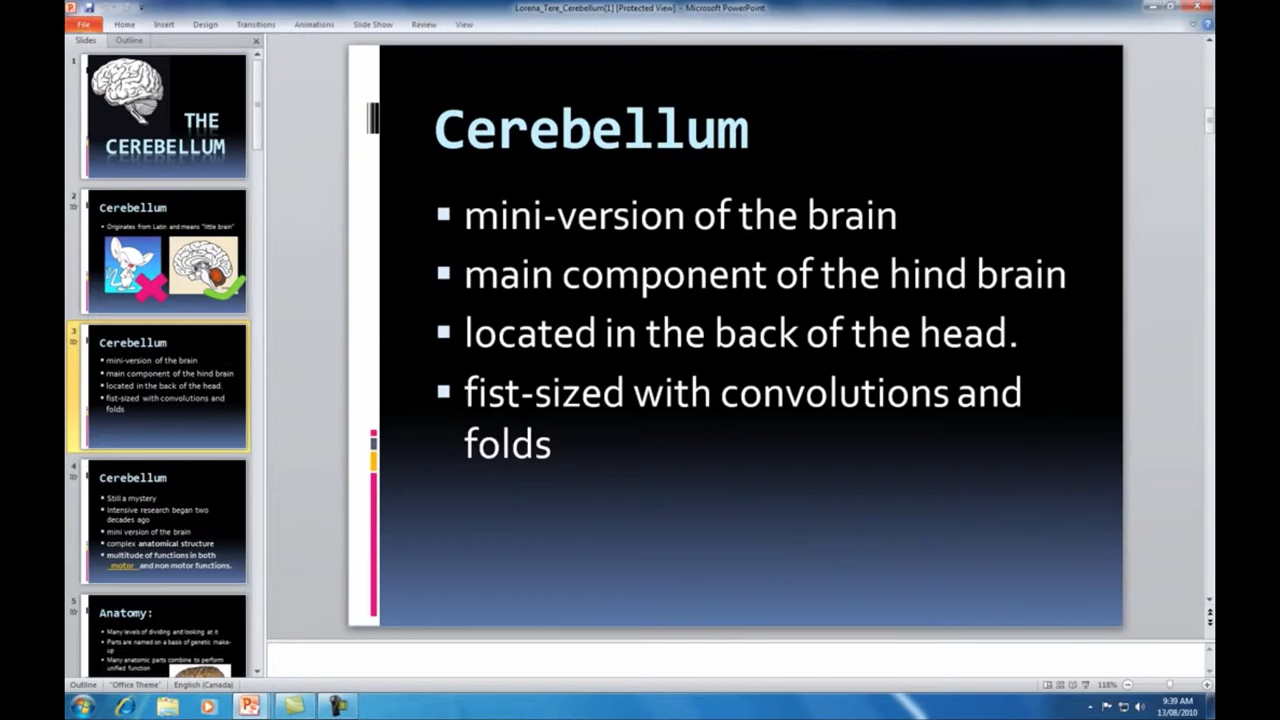 Lorena_Tere_Cerebellum(1) [Protected View] - Microsoft PowerPoint
File Home Insert Design Transitions Animations Slide Show Review View
Slides Outline
1
THE
CEREBELLUM
2
Cerebellum
Originates from Latin and means "little brain"
3
Cerebellum
mini-version of the brain
main component of the hind brain
located in the back of the head.
fist-sized with convolutions and
folds
4
Cerebellum
Still a mystery
Intensive research began two
decades ago
mini version of the brain
complex anatomical structure
multitude of functions in both
motor and non motor functions.
5
Anatomy:
Many levels of dividing and looking at it
Parts are named on a basis of genetic make-
up
Many anatomic parts combine to perform
unified function
Cerebellum
mini-version of the brain
main component of the hind brain
located in the back of the head.
fist-sized with convolutions and
folds
Outline "Office Theme" English (Canada) 118%
9:39 AM
13/08/2010